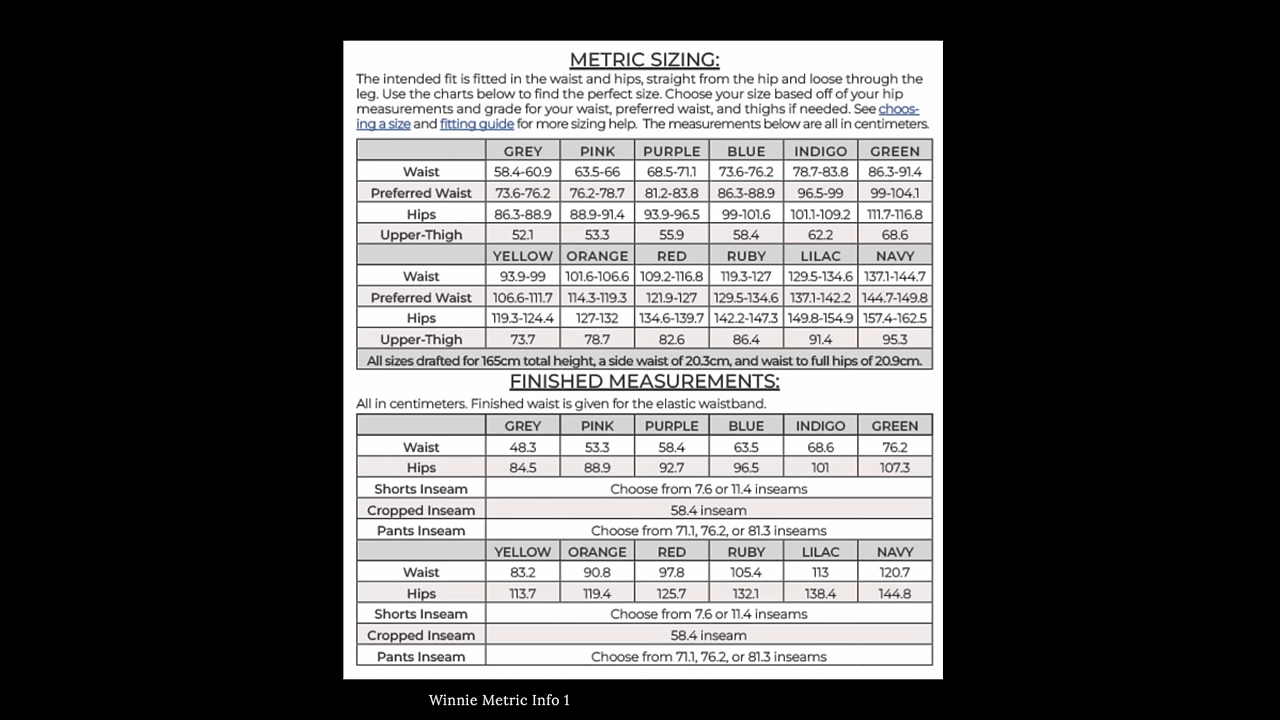 METRIC SIZING:
The intended fit is fitted in the waist and hips, straight from the hip and loose through the
leg. Use the charts below to find the perfect size. Choose your size based off of your hip
measurements and grade for your waist, preferred waist, and thighs if needed. See choos-
ing a size and fitting guide for more sizing help. The measurements below are all in centimeters.
GREY PINK PURPLE BLUE INDIGO GREEN
Waist 58.4-60.9 63.5-66 68.5-71.1 73.6-76.2 78.7-83.8 86.3-91.4
Preferred Waist 73.6-76.2 76.2-78.7 81.2-83.8 86.3-88.9 96.5-99 99-104.1
Hips 86.3-88.9 88.9-91.4 93.9-96.5 99-101.6 101.1-109.2 111.7-116.8
Upper-Thigh 52.1 53.3 55.9 58.4 62.2 68.6
YELLOW ORANGE RED RUBY LILAC NAVY
Waist 93.9-99 101.6-106.6 109.2-116.8 119.3-127 129.5-134.6 137.1-144.7
Preferred Waist 106.6-111.7 114.3-119.3 121.9-127 129.5-134.6 137.1-142.2 144.7-149.8
Hips 119.3-124.4 127-132 134.6-139.7 142.2-147.3 149.8-154.9 157.4-162.5
Upper-Thigh 73.7 78.7 82.6 86.4 91.4 95.3
All sizes drafted for 165cm total height, a side waist of 20.3cm, and waist to full hips of 20.9cm.
FINISHED MEASUREMENTS:
All in centimeters. Finished waist is given for the elastic waistband.
GREY PINK PURPLE BLUE INDIGO GREEN
Waist 48.3 53.3 58.4 63.5 68.6 76.2
Hips 84.5 88.9 92.7 96.5 101 107.3
Shorts Inseam Choose from 7.6 or 11.4 inseams
Cropped Inseam 58.4 inseam
Pants Inseam Choose from 71.1, 76.2, or 81.3 inseams
YELLOW ORANGE RED RUBY LILAC NAVY
Waist 83.2 90.8 97.8 105.4 113 120.7
Hips 113.7 119.4 125.7 132.1 138.4 144.8
Shorts Inseam Choose from 7.6 or 11.4 inseams
Cropped Inseam 58.4 inseam
Pants Inseam Choose from 71.1, 76.2, or 81.3 inseams
Winnie Metric Info 1